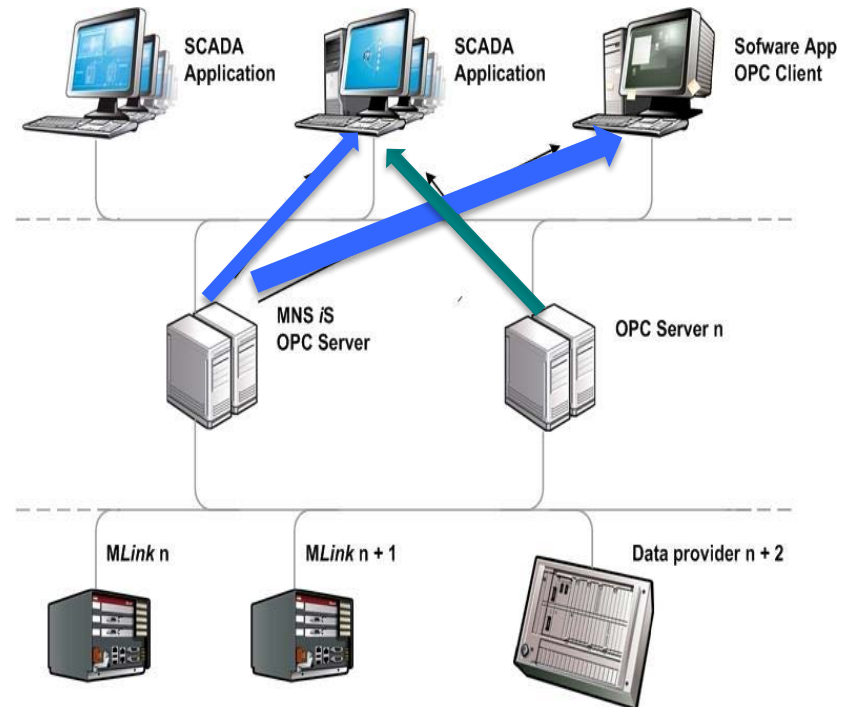 SCADA
Application
SCADA
Application
Sofware App
OPC Client
MNS iS
OPC Server
OPC Server n
MLink n
MLink n + 1
Data provider n + 2